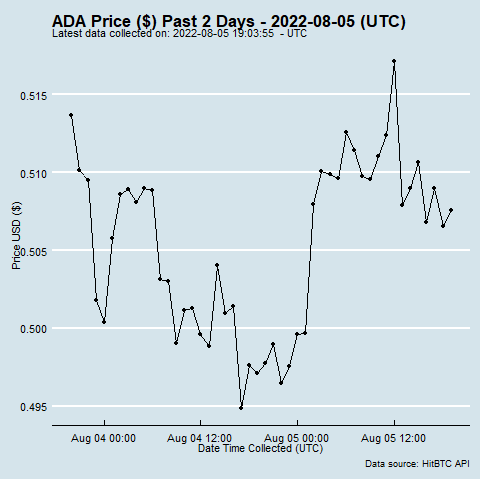 ADA Price ($) Past 2 Days - 2022-08-05 (UTC)
Latest data collected on: 2022-08-05 19:03:55  - UTC
0.515
0.510
0.505
0.500
0.495
Price USD ($)
Aug 04 00:00 Aug 04 12:00 Aug 05 00:00 Aug 05 12:00
Date Time Collected (UTC)
Data source: HitBTC API